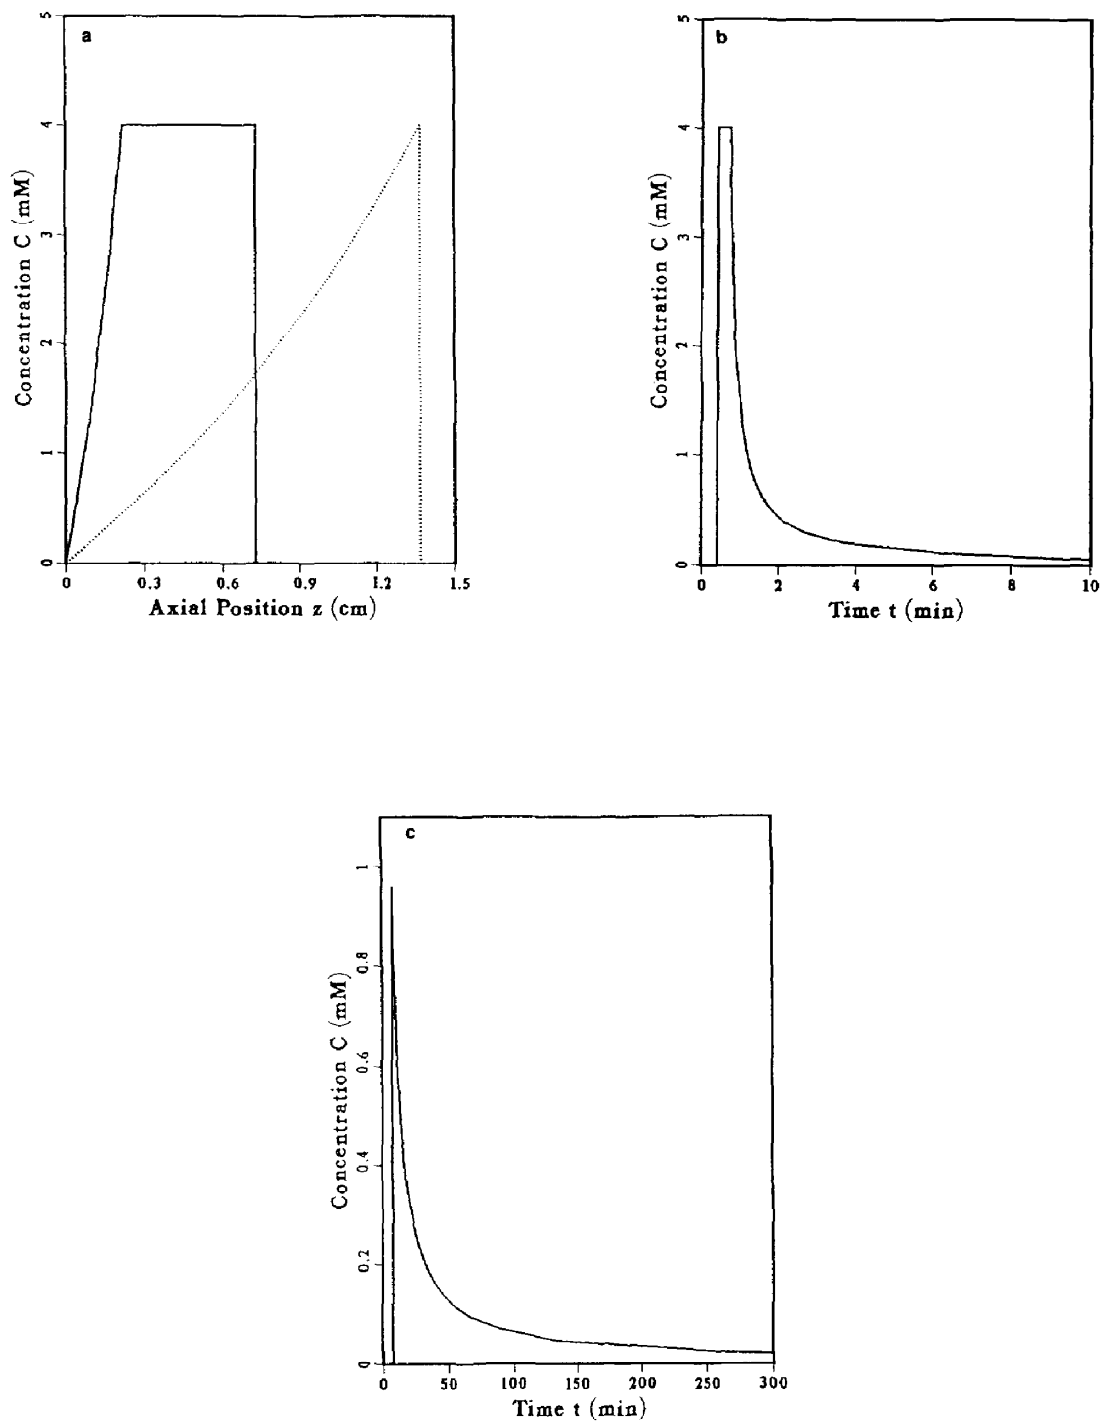 a
5
4
3
2
1
0
Concentration C (mM)
0 0.3 0.6 0.9 1.2 1.5
Axial Position z (cm)
b
5
4
3
2
1
0
Concentration C (mM)
0 2 4 6 8 10
Time t (min)
c
1
0.8
0.6
0.4
0.2
0
Concentration C (mM)
0 50 100 150 200 250 300
Time t (min)